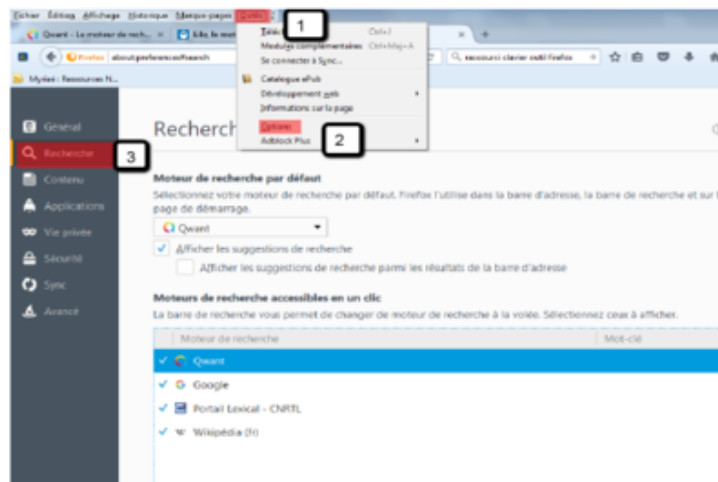 Fichier Édition Affichage Historique Marque-pages Outils ?
1
Qwant - Le moteur de rech...
Ctrl+J
Modules complémentaires Ctrl+Maj+A
Se connecter à Sync...
Firefox about:preferences#search
raccourci clavier outil firefox
Catalogue ePub
Développement web
Informations sur la page
Options
Adblock Plus
2
Général
Recherche
3
Contenu
Applications
Vie privée
Sécurité
Sync
Avancé
Recherch
Moteur de recherche par défaut
Sélectionnez votre moteur de recherche par défaut. Firefox l'utilise dans la barre d'adresse, la barre de recherche et sur
page de démarrage.
Qwant
Afficher les suggestions de recherche
Afficher les suggestions de recherche parmi les résultats de la barre d'adresse
Moteurs de recherche accessibles en un clic
La barre de recherche vous permet de changer de moteur de recherche à la volée. Sélectionnez ceux à afficher.
Moteur de recherche Mot-clé
Qwant
Google
Portail Lexical - CNRTL
Wikipédia (fr)